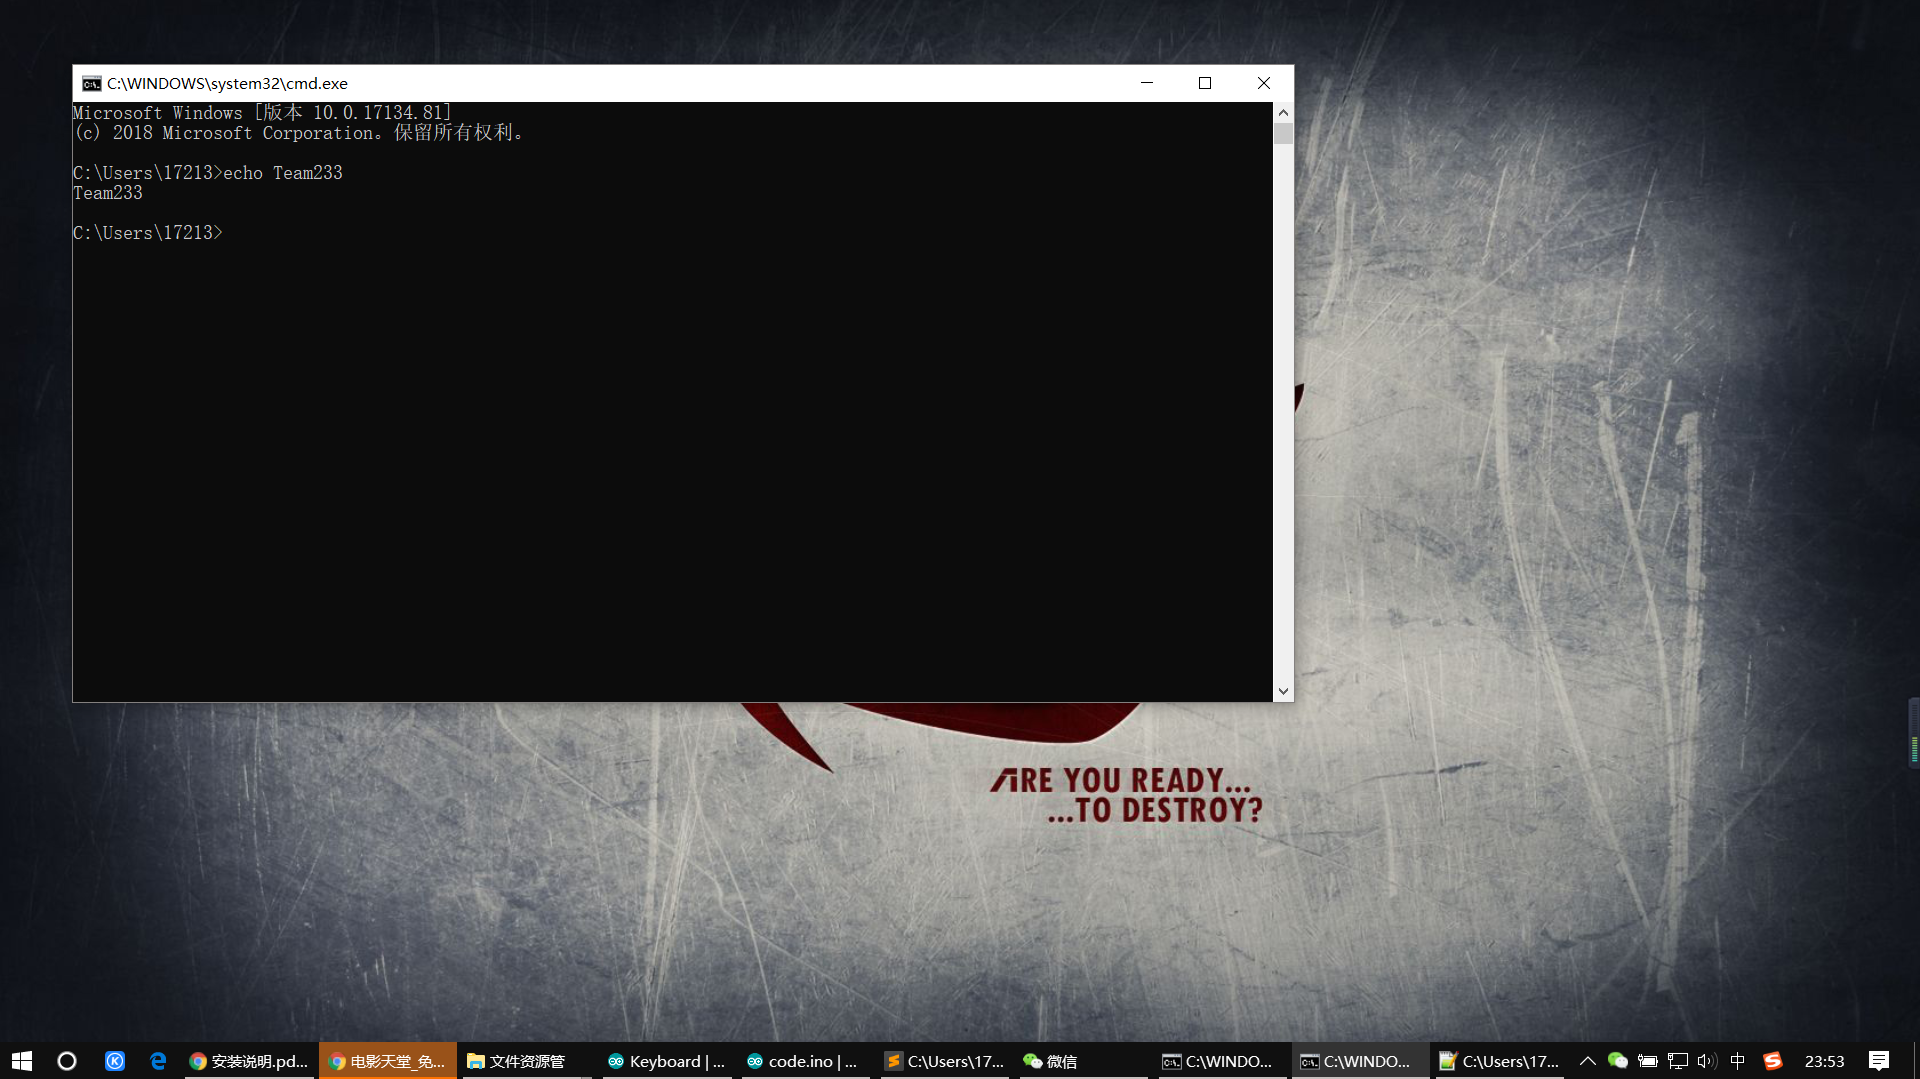 C:\WINDOWS\system32\cmd.exe
Microsoft Windows [版本 10.0.17134.81]
(c) 2018 Microsoft Corporation。保留所有权利。
C:\Users\17213>echo Team233
Team233
C:\Users\17213>
ARE YOU READY...
...TO DESTROY?
安装说明.pd...
电影天堂_免...
文件资源管
Keyboard | ...
code.ino | ...
C:\Users\17...
微信
C:\WINDO...
C:\WINDO...
C:\Users\17...
中
23:53